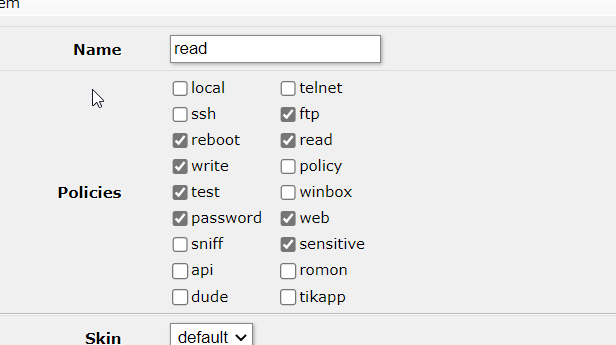 em
Name read
local telnet
ssh ftp
reboot read
write policy
Policies test winbox
password web
sniff sensitive
api romon
dude tikapp
Skin default